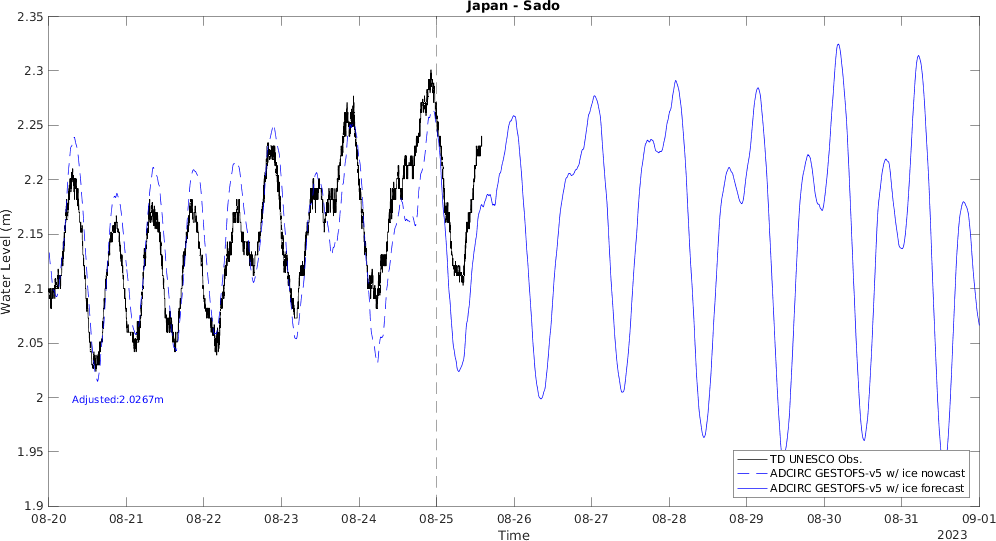 Japan - Sado
2.35
2.3
2.25
2.2
2.15
2.1
2.05
2
1.95
1.9
Water Level (m)
Adjusted:2.0267m
TD UNESCO Obs.
ADCIRC GESTOFS-v5 w/ ice nowcast
ADCIRC GESTOFS-v5 w/ ice forecast
08-20 08-21 08-22 08-23 08-24 08-25 08-26 08-27 08-28 08-29 08-30 08-31 09-01
Time
2023